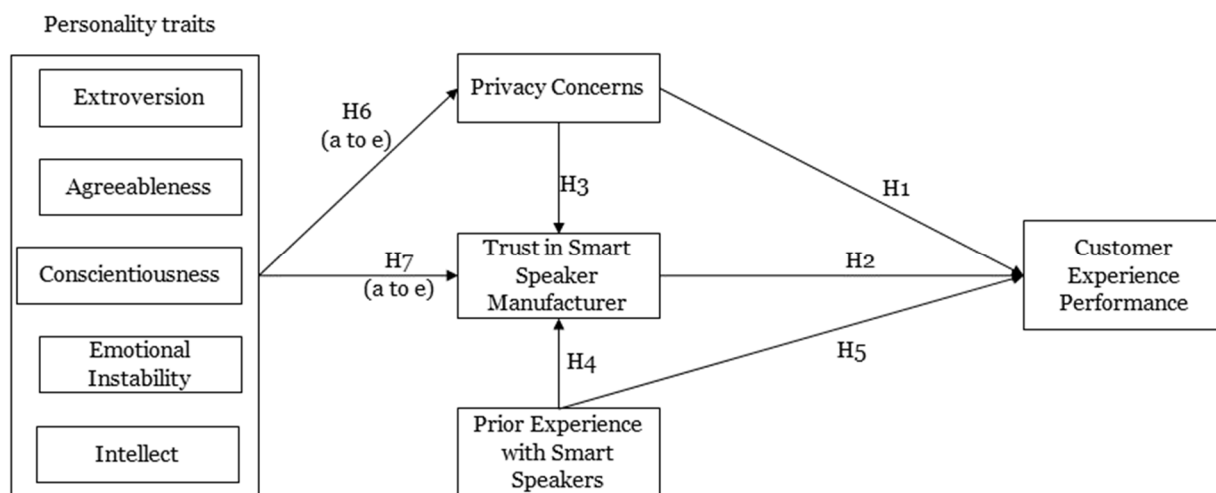 Personality traits
Extroversion
Agreeableness
Conscientiousness
Emotional
Instability
Intellect
H6
(a to e)
H7
(a to e)
Privacy Concerns
H3
Trust in Smart
Speaker
Manufacturer
H4
Prior Experience
with Smart
Speakers
H1
H2
H5
Customer
Experience
Performance